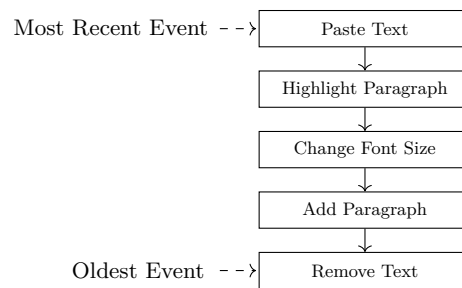 Most Recent Event
Paste Text
Highlight Paragraph
Change Font Size
Add Paragraph
Oldest Event
Remove Text